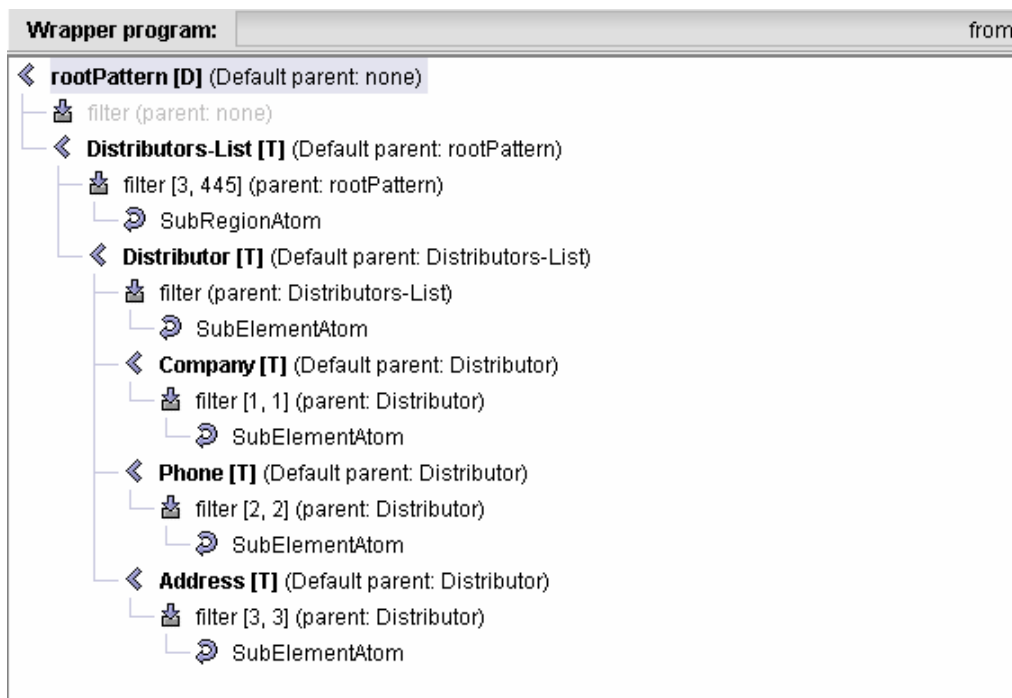 Wrapper program: from
rootPattern [D] (Default parent: none)
filter (parent: none)
Distributors-List [T] (Default parent: rootPattern)
filter [3, 445] (parent: rootPattern)
SubRegionAtom
Distributor [T] (Default parent: Distributors-List)
filter (parent: Distributors-List)
SubElementAtom
Company [T] (Default parent: Distributor)
filter [1, 1] (parent: Distributor)
SubElementAtom
Phone [T] (Default parent: Distributor)
filter [2, 2] (parent: Distributor)
SubElementAtom
Address [T] (Default parent: Distributor)
filter [3, 3] (parent: Distributor)
SubElementAtom